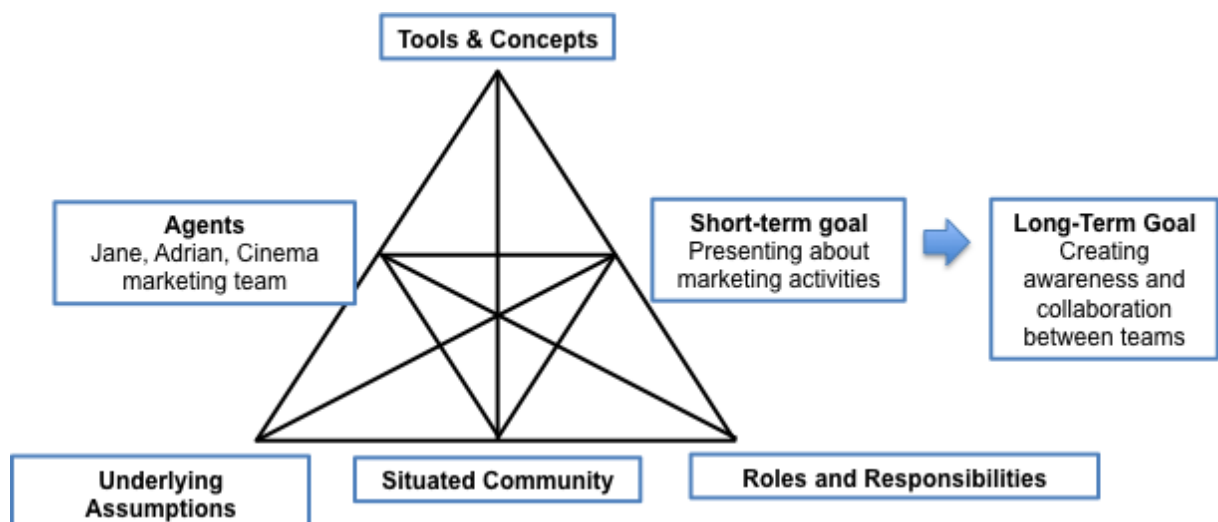 Tools & Concepts
Agents
Jane, Adrian, Cinema
marketing team
Short-term goal
Presenting about
marketing activities
Long-Term Goal
Creating
awareness and
collaboration
between teams
Underlying
Assumptions
Situated Community
Roles and Responsibilities